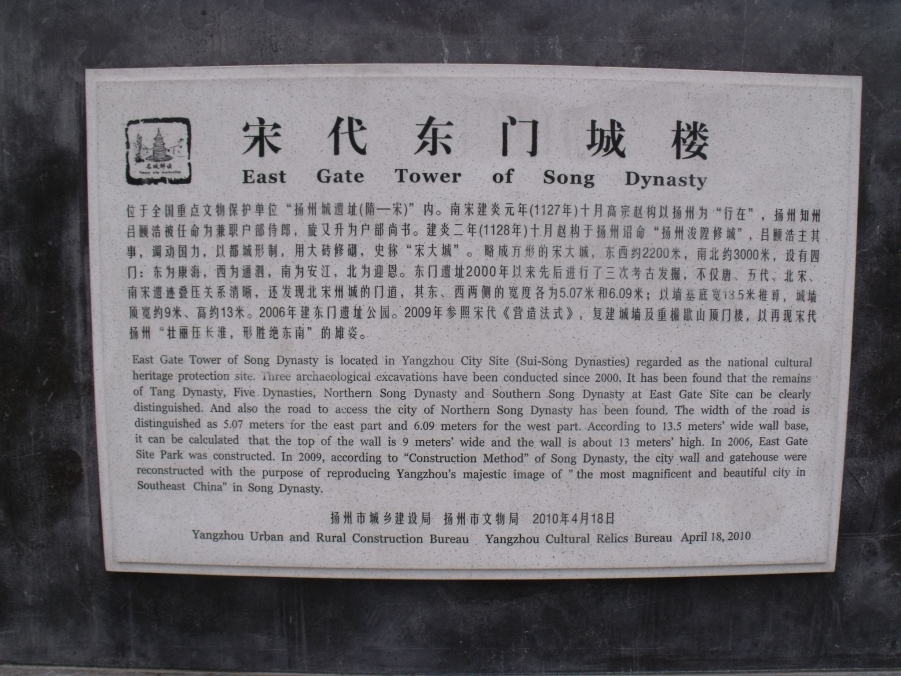 宋代东门城楼
East Gate Tower of Song Dynasty
位于全国重点文物保护单位“扬州城遗址(隋—宋)”内。南宋建炎元年(1127年)十月高宗赵构以扬州为“行在”，扬州知州
吕颐浩被任命为兼职户部侍郎，旋又升为户部尚书。建炎二年(1128年)十月赵构于扬州诏命“扬州浚隍修城”，吕颐浩主其
事，调动国力，以都城形制，用大砖修砌，史称“宋大城”。略成方形的宋大城，东西约2200米，南北约3000米，设有四
门：东为康海，西为通泗，南为安江，北为迎恩。东门遗址2000年以来先后进行了三次考古发掘，不仅唐、五代、北宋、
南宋遗迹叠压关系清晰，还发现北宋州城的门道，其东、西两侧的宽度各为5.07米和6.09米；以墙基底宽13.5米推算，城墙
顶宽约9米、高约13米。2006年建东门遗址公园。2009年参照宋代《营造法式》，复建城墙及重檐歇山顶门楼，以再现宋代
扬州“壮丽压长淮，形胜绝东南”的雄姿。
East Gate Tower of Song Dynasty is located in Yangzhou City Site (Sui-Song Dynasties) regarded as the national cultural
heritage protection site. Three archaeological excavations have been conducted since 2000. It has been found that the remains
of Tang Dynasty, Five Dynasties, Northern Song Dynasty and Southern Song Dynasty at East Gate Site can be clearly
distinguished. And also the road to access the city of Northern Song Dynasty has been found. The width of the road is
distinguished as 5.07 meters for the east part and 6.09 meters for the west part. According to 13.5 meters' wide wall base,
it can be calculated that the top of the wall is 9 meters' wide and the wall is about 13 meters' high. In 2006, East Gate
Site Park was constructed. In 2009, according to “Construction Method” of Song Dynasty, the city wall and gatehouse were
reconstructed with the purpose of reproducing Yangzhou's majestic image of "the most magnificent and beautiful city in
Southeast China" in Song Dynasty.
扬州市城乡建设局 扬州市文物局 2010年4月18日
Yangzhou Urban and Rural Construction Bureau Yangzhou Cultural Relics Bureau April 18, 2010